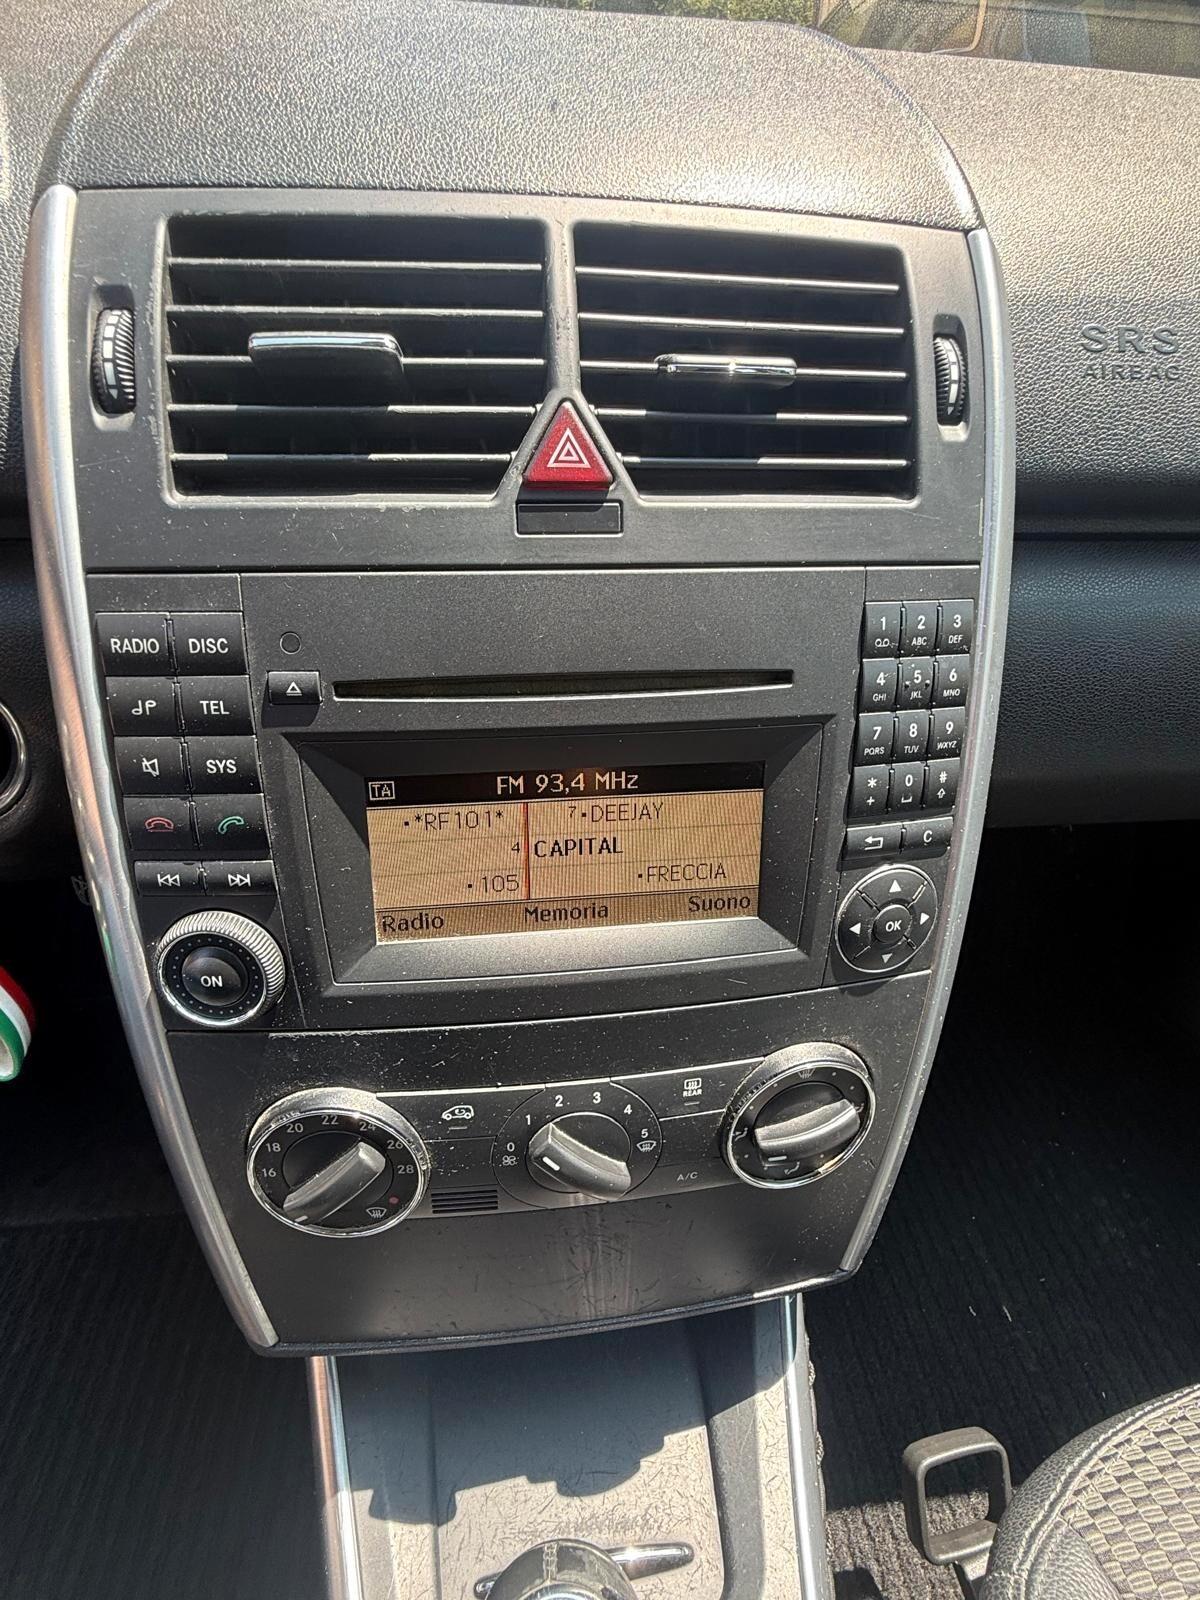 SRS
AIRBAG
RADIO DISC
TEL
SYS
ON
TA FM 93,4 MHz
*RF101* 7 DEEJAY
4 CAPITAL
105 FRECCIA
Radio Memoria Suono
1 2 ABC 3 DEF
4 GHI 5 JKL 6 MNO
7 PQRS 8 TUV 9 WXYZ
* + 0 #
C
OK
16 18 20 22 24 26 28
0 1 2 3 4 5
REAR
A/C